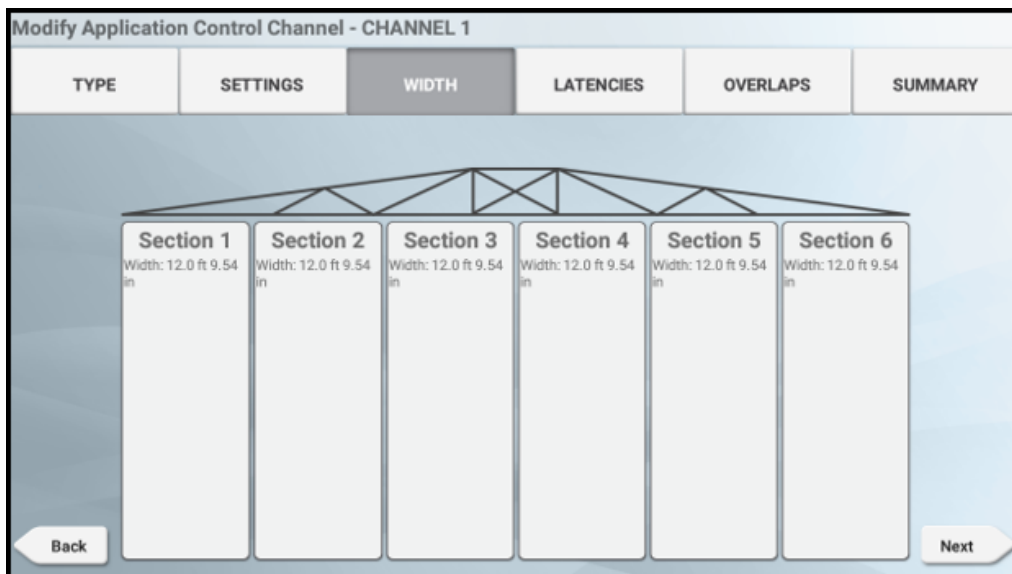 Modify Application Control Channel - CHANNEL 1
TYPE SETTINGS WIDTH LATENCIES OVERLAPS SUMMARY
Section 1
Width: 12.0 ft 9.54
in
Section 2
Width: 12.0 ft 9.54
in
Section 3
Width: 12.0 ft 9.54
in
Section 4
Width: 12.0 ft 9.54
in
Section 5
Width: 12.0 ft 9.54
in
Section 6
Width: 12.0 ft 9.54
in
Back
Next